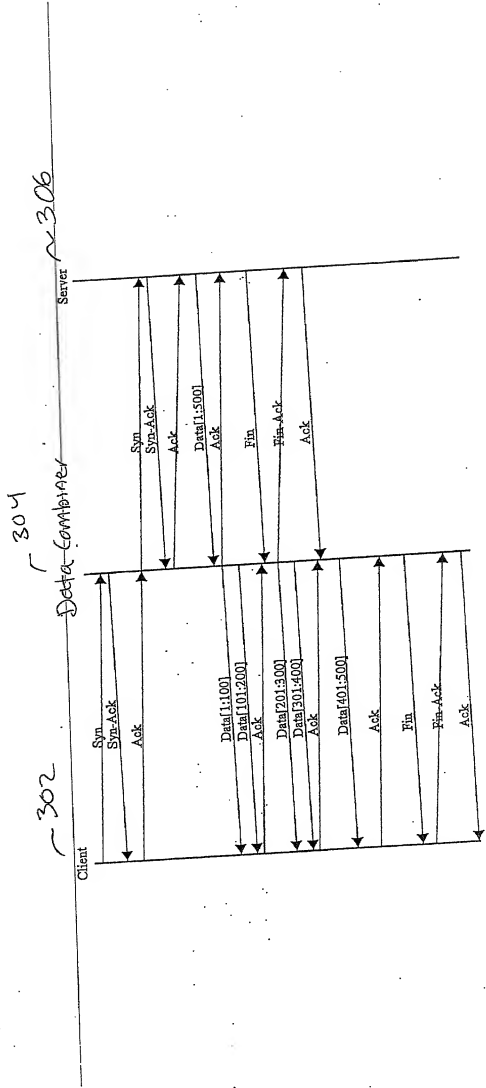 ~302
304
~306
Client
Data Combiner
Server
Syn
Syn-Ack
Ack
Syn
Syn-Ack
Ack
Data[1:500]
Ack
Data[1:100]
Data[101:200]
Ack
Fin
Fin-Ack
Ack
Data[201:300]
Data[301:400]
Ack
Data[401:500]
Ack
Fin
Fin-Ack
Ack